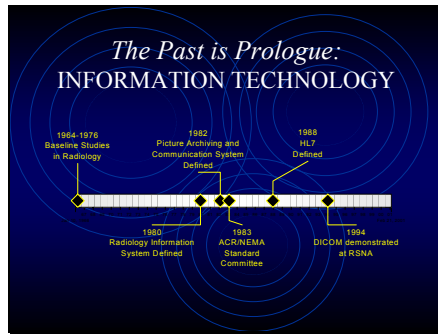 The Past is Prologue:
INFORMATION TECHNOLOGY
1964-1976
Baseline Studies
in Radiology
1982
Picture Archiving and
Communication System
Defined
1988
HL7
Defined
1980
Radiology Information
System Defined
1983
ACR/NEMA
Standard
Committee
1994
DICOM demonstrated
at RSNA